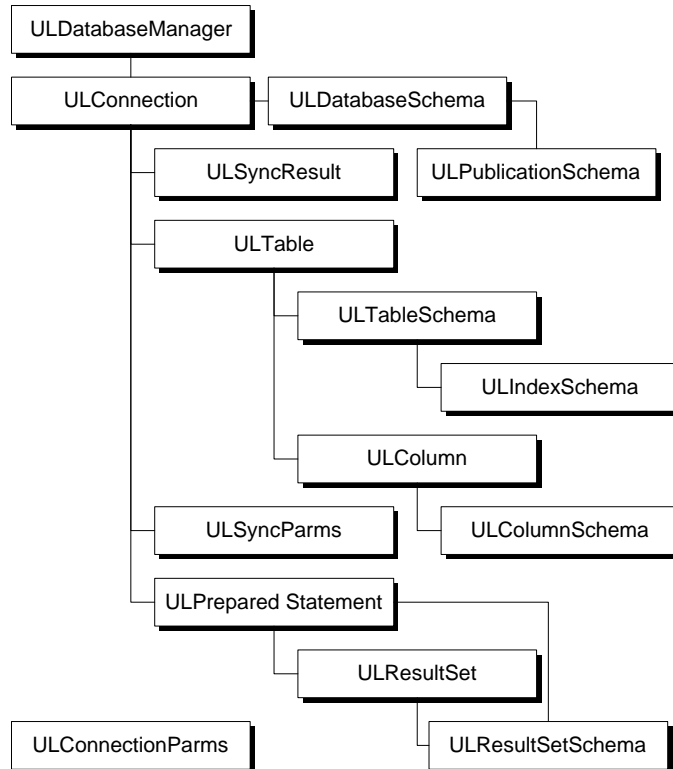 ULDatabaseManager
ULConnection
ULDatabaseSchema
ULSyncResult
ULPublicationSchema
ULTable
ULTableSchema
ULIndexSchema
ULColumn
ULSyncParms
ULColumnSchema
ULPrepared Statement
ULResultSet
ULConnectionParms
ULResultSetSchema